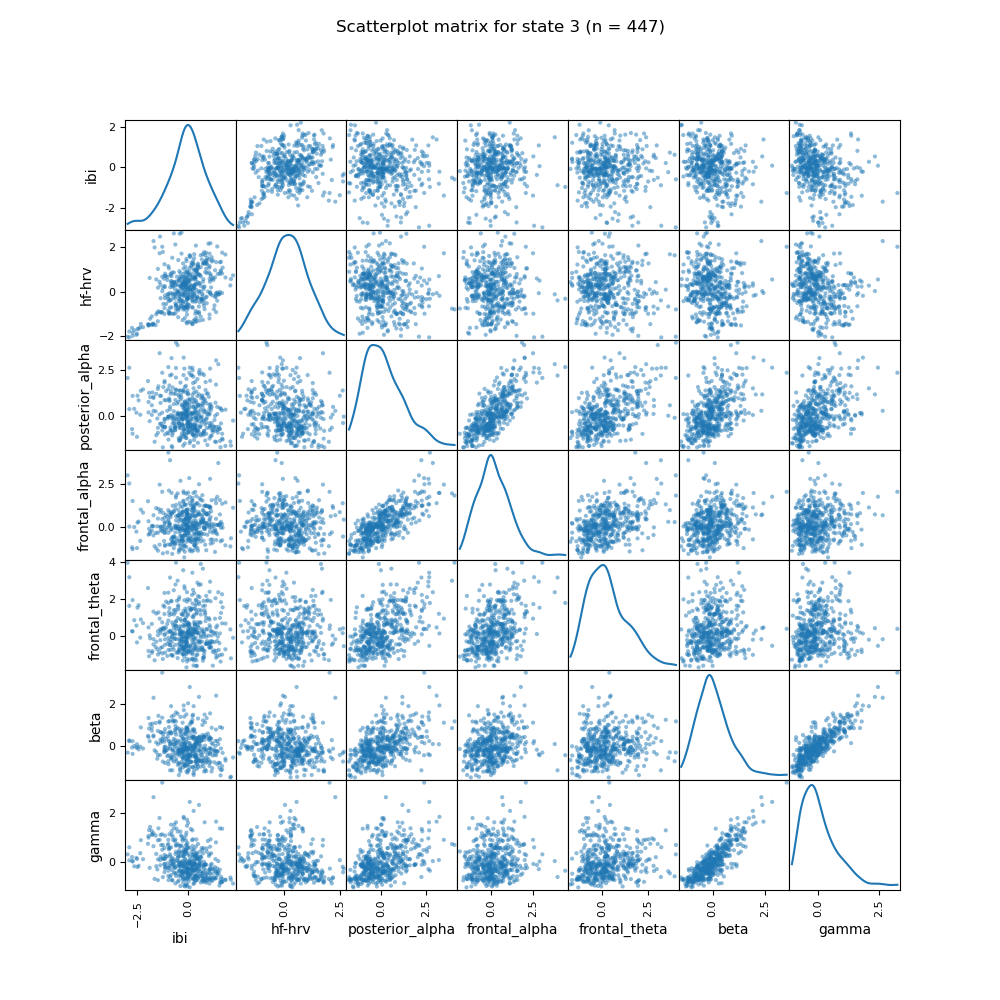 Scatterplot matrix for state 3 (n = 447)
2
0
-2
ibi
2
0
−2
hf-hrv
2.5
0.0
posterior_alpha
2.5
0.0
frontal_alpha
4
2
0
frontal_theta
2
0
beta
2
0
gamma
−2.5
0.0
0.0
2.5
0.0
2.5
0.0
2.5
0.0
2.5
0.0
2.5
0.0
2.5
ibi
hf-hrv
posterior_alpha
frontal_alpha
frontal_theta
beta
gamma